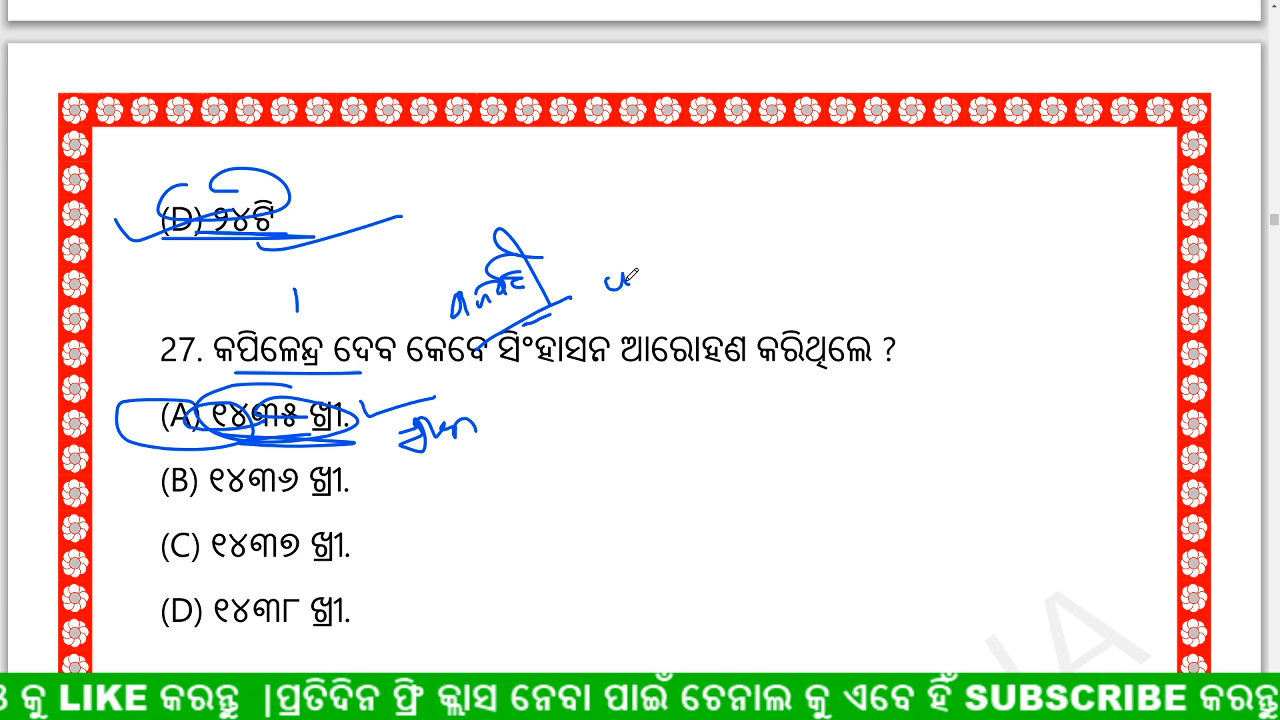 (D) ୨୪ଟି
27. କପିଳେନ୍ଦ୍ର ଦେବ କେବେ ସିଂହାସନ ଆରୋହଣ କରିଥିଲେ ?
(A) ୧୪୩୫ ଖ୍ରୀ.
(B) ୧୪୩୬ ଖ୍ରୀ.
(C) ୧୪୩୭ ଖ୍ରୀ.
(D) ୧୪୩୮ ଖ୍ରୀ.
କୁ LIKE କରନ୍ତୁ |ପ୍ରତିଦିନ ଫ୍ରି କ୍ଲାସ ନେବା ପାଇଁ ଚେନାଲ କୁ ଏବେ ହିଁ SUBSCRIBE କରନ୍ତୁ